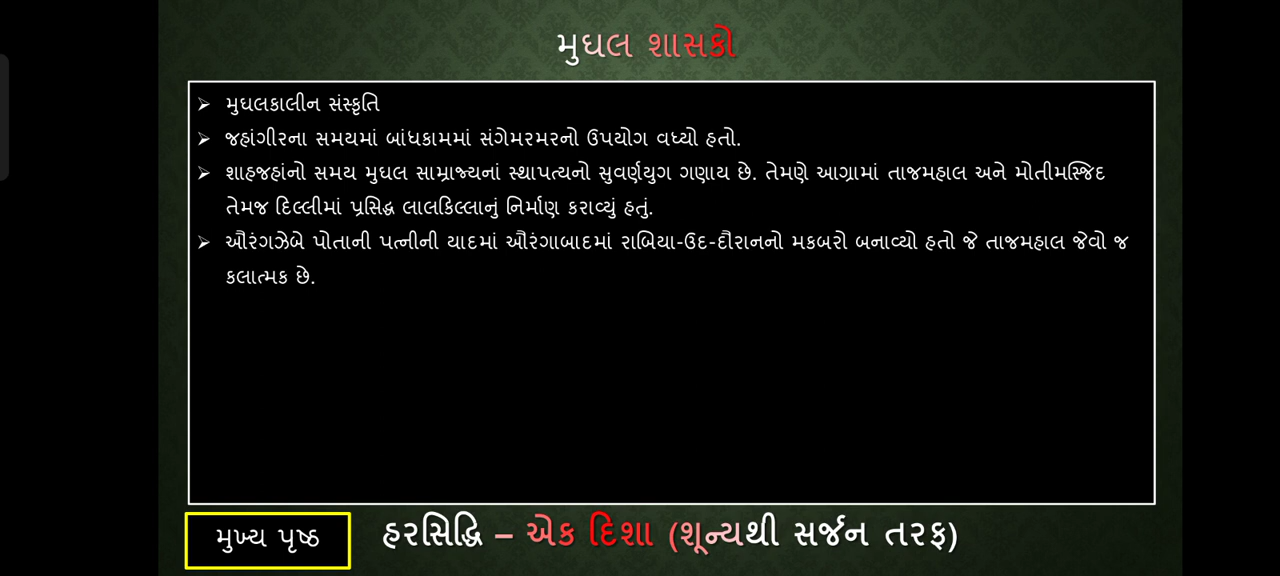 મુઘલ શાસકો
➢ મુઘલકાલીન સંસ્કૃતિ
➢ જહાંગીરના સમયમાં બાંધકામમાં સંગેમરમરનો ઉપયોગ વધ્યો હતો.
➢ શાહજહાંનો સમય મુઘલ સામ્રાજ્યનાં સ્થાપત્યનો સુવર્ણયુગ ગણાય છે. તેમણે આગ્રામાં તાજમહાલ અને મોતીમસ્જિદ
તેમજ દિલ્લીમાં પ્રસિદ્ધ લાલકિલ્લાનું નિર્માણ કરાવ્યું હતું.
➢ ઔરંગઝેબે પોતાની પત્નીની યાદમાં ઔરંગાબાદમાં રાબિયા-ઉદ-દૌરાનનો મકબરો બનાવ્યો હતો જે તાજમહાલ જેવો જ
કલાત્મક છે.
મુખ્ય પૃષ્ઠ
હરસિદ્ધિ – એક દિશા (શૂન્યથી સર્જન તરફ)